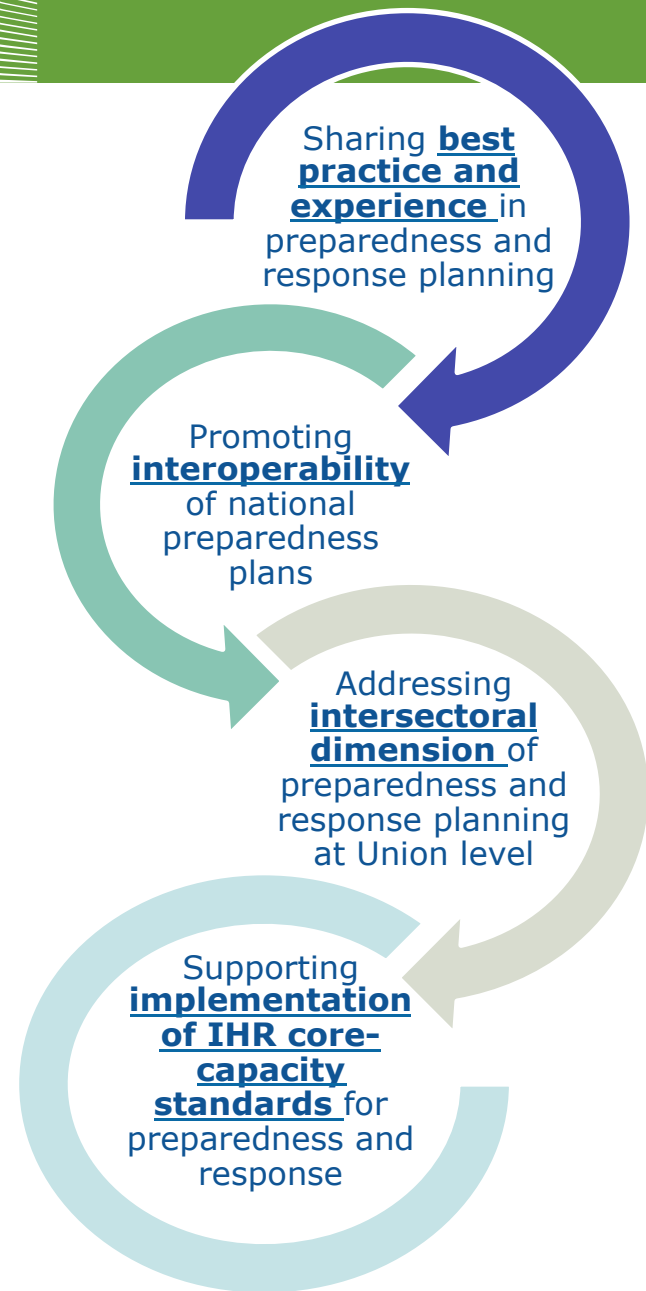 Sharing best
practice and
experience in
preparedness and
response planning
Promoting
interoperability
of national
preparedness
plans
Addressing
intersectoral
dimension of
preparedness and
response planning
at Union level
Supporting
implementation
of IHR core-
capacity
standards for
preparedness and
response